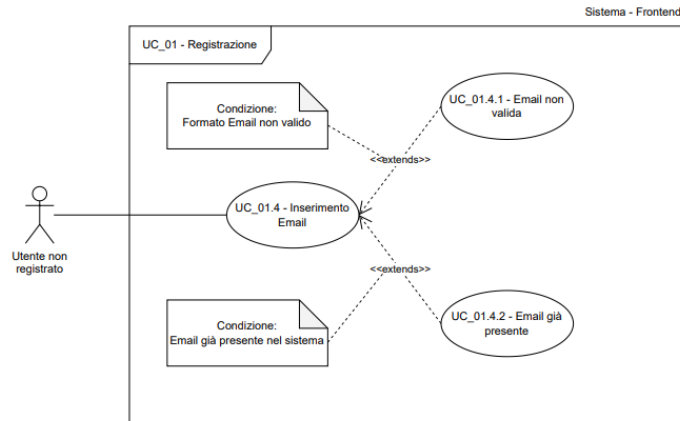 Sistema - Frontend
UC_01 - Registrazione
Condizione:
Formato Email non valido
UC_01.4.1 - Email non
valida
<<extends>>
UC_01.4 - Inserimento
Email
Utente non
registrato
<<extends>>
Condizione:
Email già presente nel sistema
UC_01.4.2 - Email già
presente